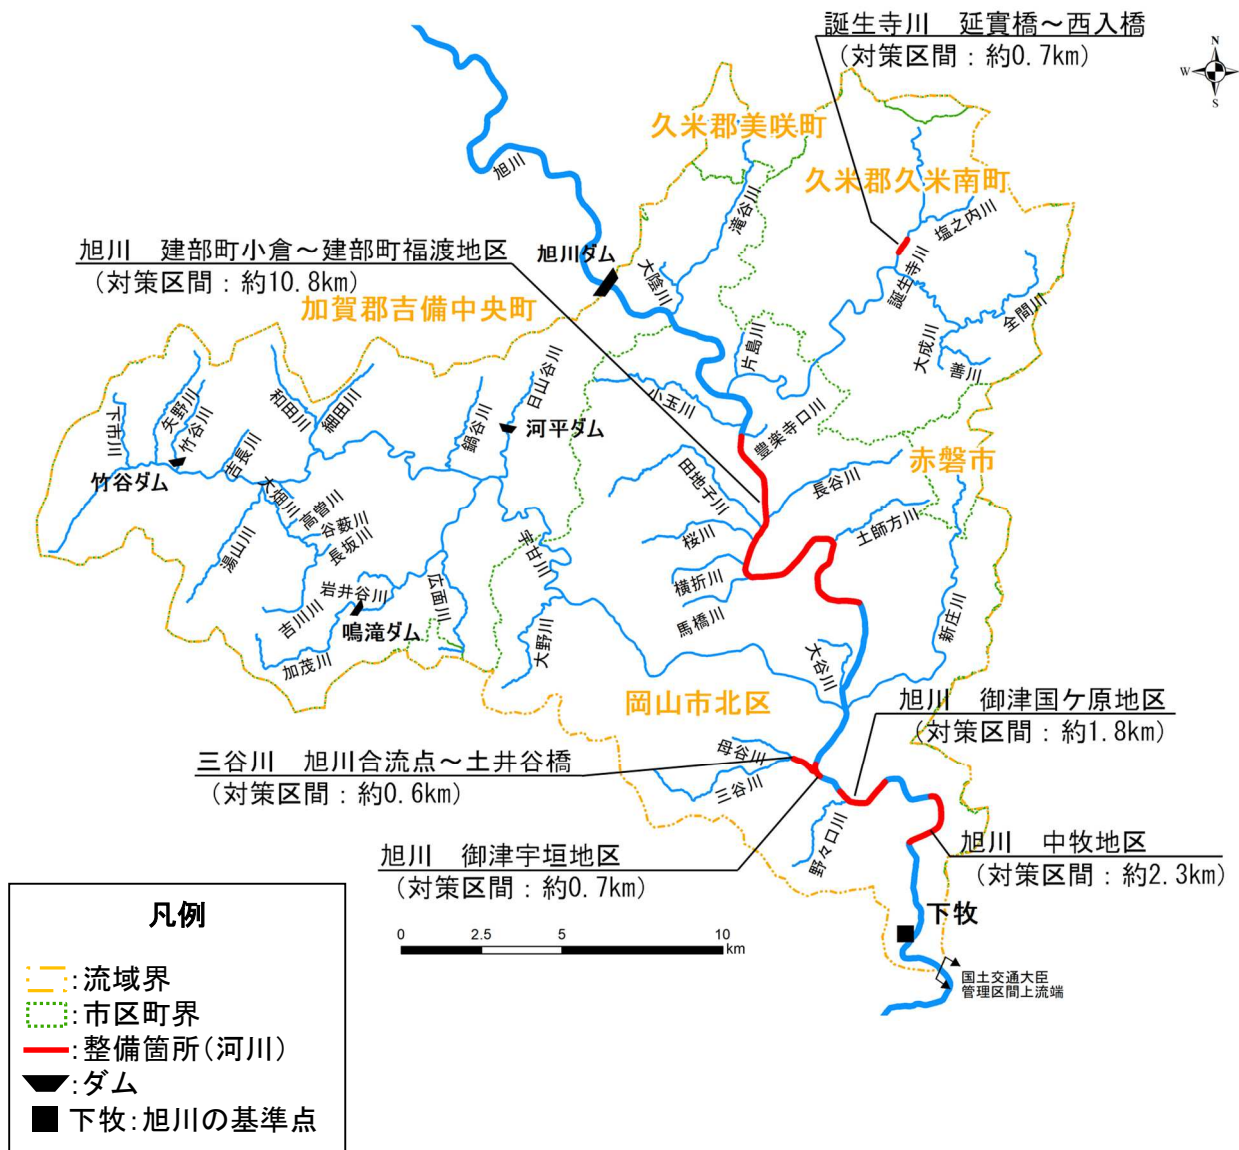 誕生寺川　延實橋～西入橋
（対策区間：約0.7km）
N
W
S
久米郡美咲町
久米郡久米南町
旭川
滝谷川
塩之内川
旭川　建部町小倉～建部町福渡地区
（対策区間：約10.8km）
旭川ダム
大陰川
誕生寺川
加賀郡吉備中央町
全間川
片島川
大成川
善川
日山谷川
小玉川
豊楽寺口川
下市川
矢野川
竹谷川
和田川
細田川
鍋谷川
河平ダム
吉長川
竹谷ダム
田地子川
長谷川
赤磐市
大畑川
高曽川
谷薮川
長坂川
湯山川
桜川
土師方川
宇甘川
横折川
岩井谷川
広面川
馬橋川
吉川川
鳴滝ダム
新庄川
加茂川
大野川
大谷川
岡山市北区
旭川　御津国ケ原地区
（対策区間：約1.8km）
母谷川
三谷川　旭川合流点～土井谷橋
（対策区間：約0.6km）
三谷川
野々口川
旭川　御津宇垣地区
（対策区間：約0.7km）
旭川　中牧地区
（対策区間：約2.3km）
下牧
0 2.5 5 10
km
国土交通大臣
管理区間上流端
凡例
：流域界
：市区町界
：整備箇所（河川）
：ダム
下牧：旭川の基準点